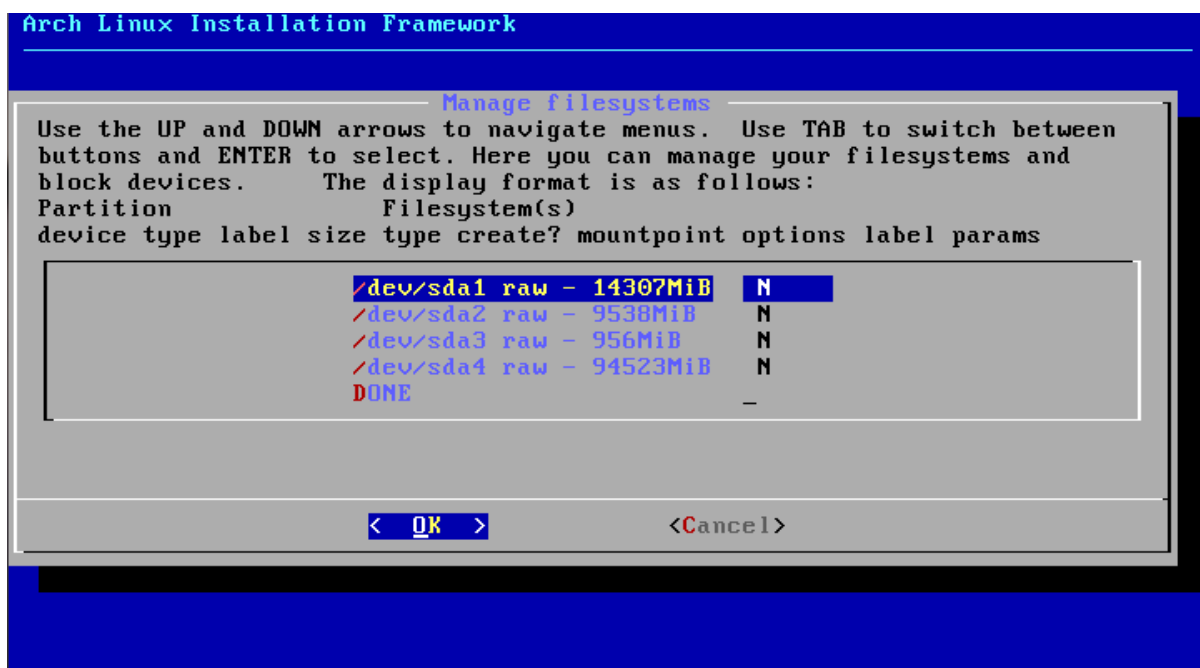 Arch Linux Installation Framework
Manage filesystems
Use the UP and DOWN arrows to navigate menus.  Use TAB to switch between
buttons and ENTER to select. Here you can manage your filesystems and
block devices.     The display format is as follows:
Partition              Filesystem(s)
device type label size type create? mountpoint options label params
/dev/sda1 raw - 14307MiB   N
/dev/sda2 raw - 9538MiB    N
/dev/sda3 raw - 956MiB     N
/dev/sda4 raw - 94523MiB   N
DONE                       _
<  OK  >            <Cancel>